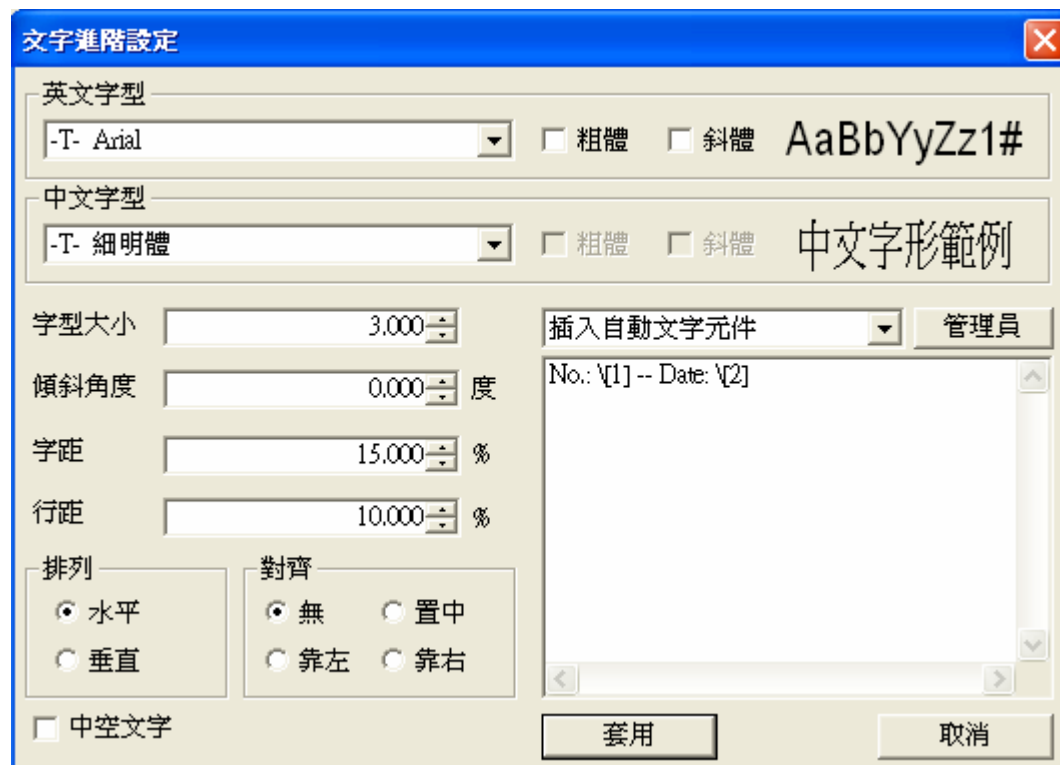 文字進階設定
英文字型
-T- Arial
粗體
斜體
AaBbYyZz1#
中文字型
-T- 細明體
粗體
斜體
中文字形範例
字型大小
3.000
插入自動文字元件
管理員
傾斜角度
0.000
度
No.: \[1] -- Date: \[2]
字距
15.000
%
行距
10.000
%
排列
對齊
水平
無
置中
垂直
靠左
靠右
中空文字
套用
取消